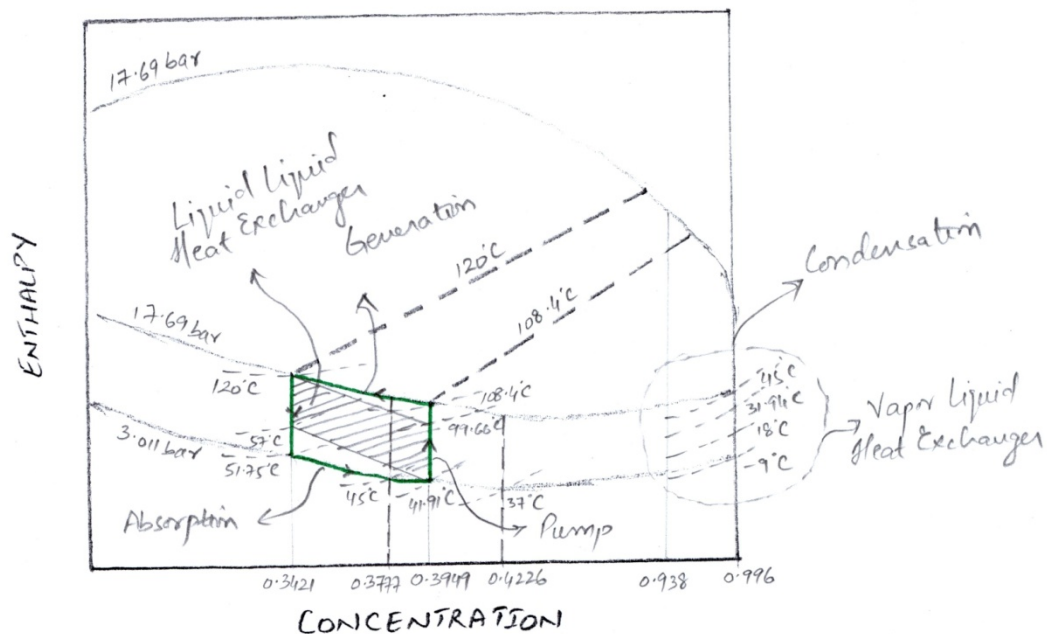 17.69 bar
Liquid Liquid
Heat Exchanger
Generation
120°C
108.4°C
Condensation
ENTHALPY
17.69 bar
120°C
108.4°C
99.66°C
45°C
31.94°C
18°C
-9°C
Vapor Liquid
Heat Exchanger
3.011 bar
57°C
51.75°C
45°C
41.91°C
37°C
Absorption
Pump
0.3421
0.3777
0.3949
0.4226
0.938
0.996
CONCENTRATION